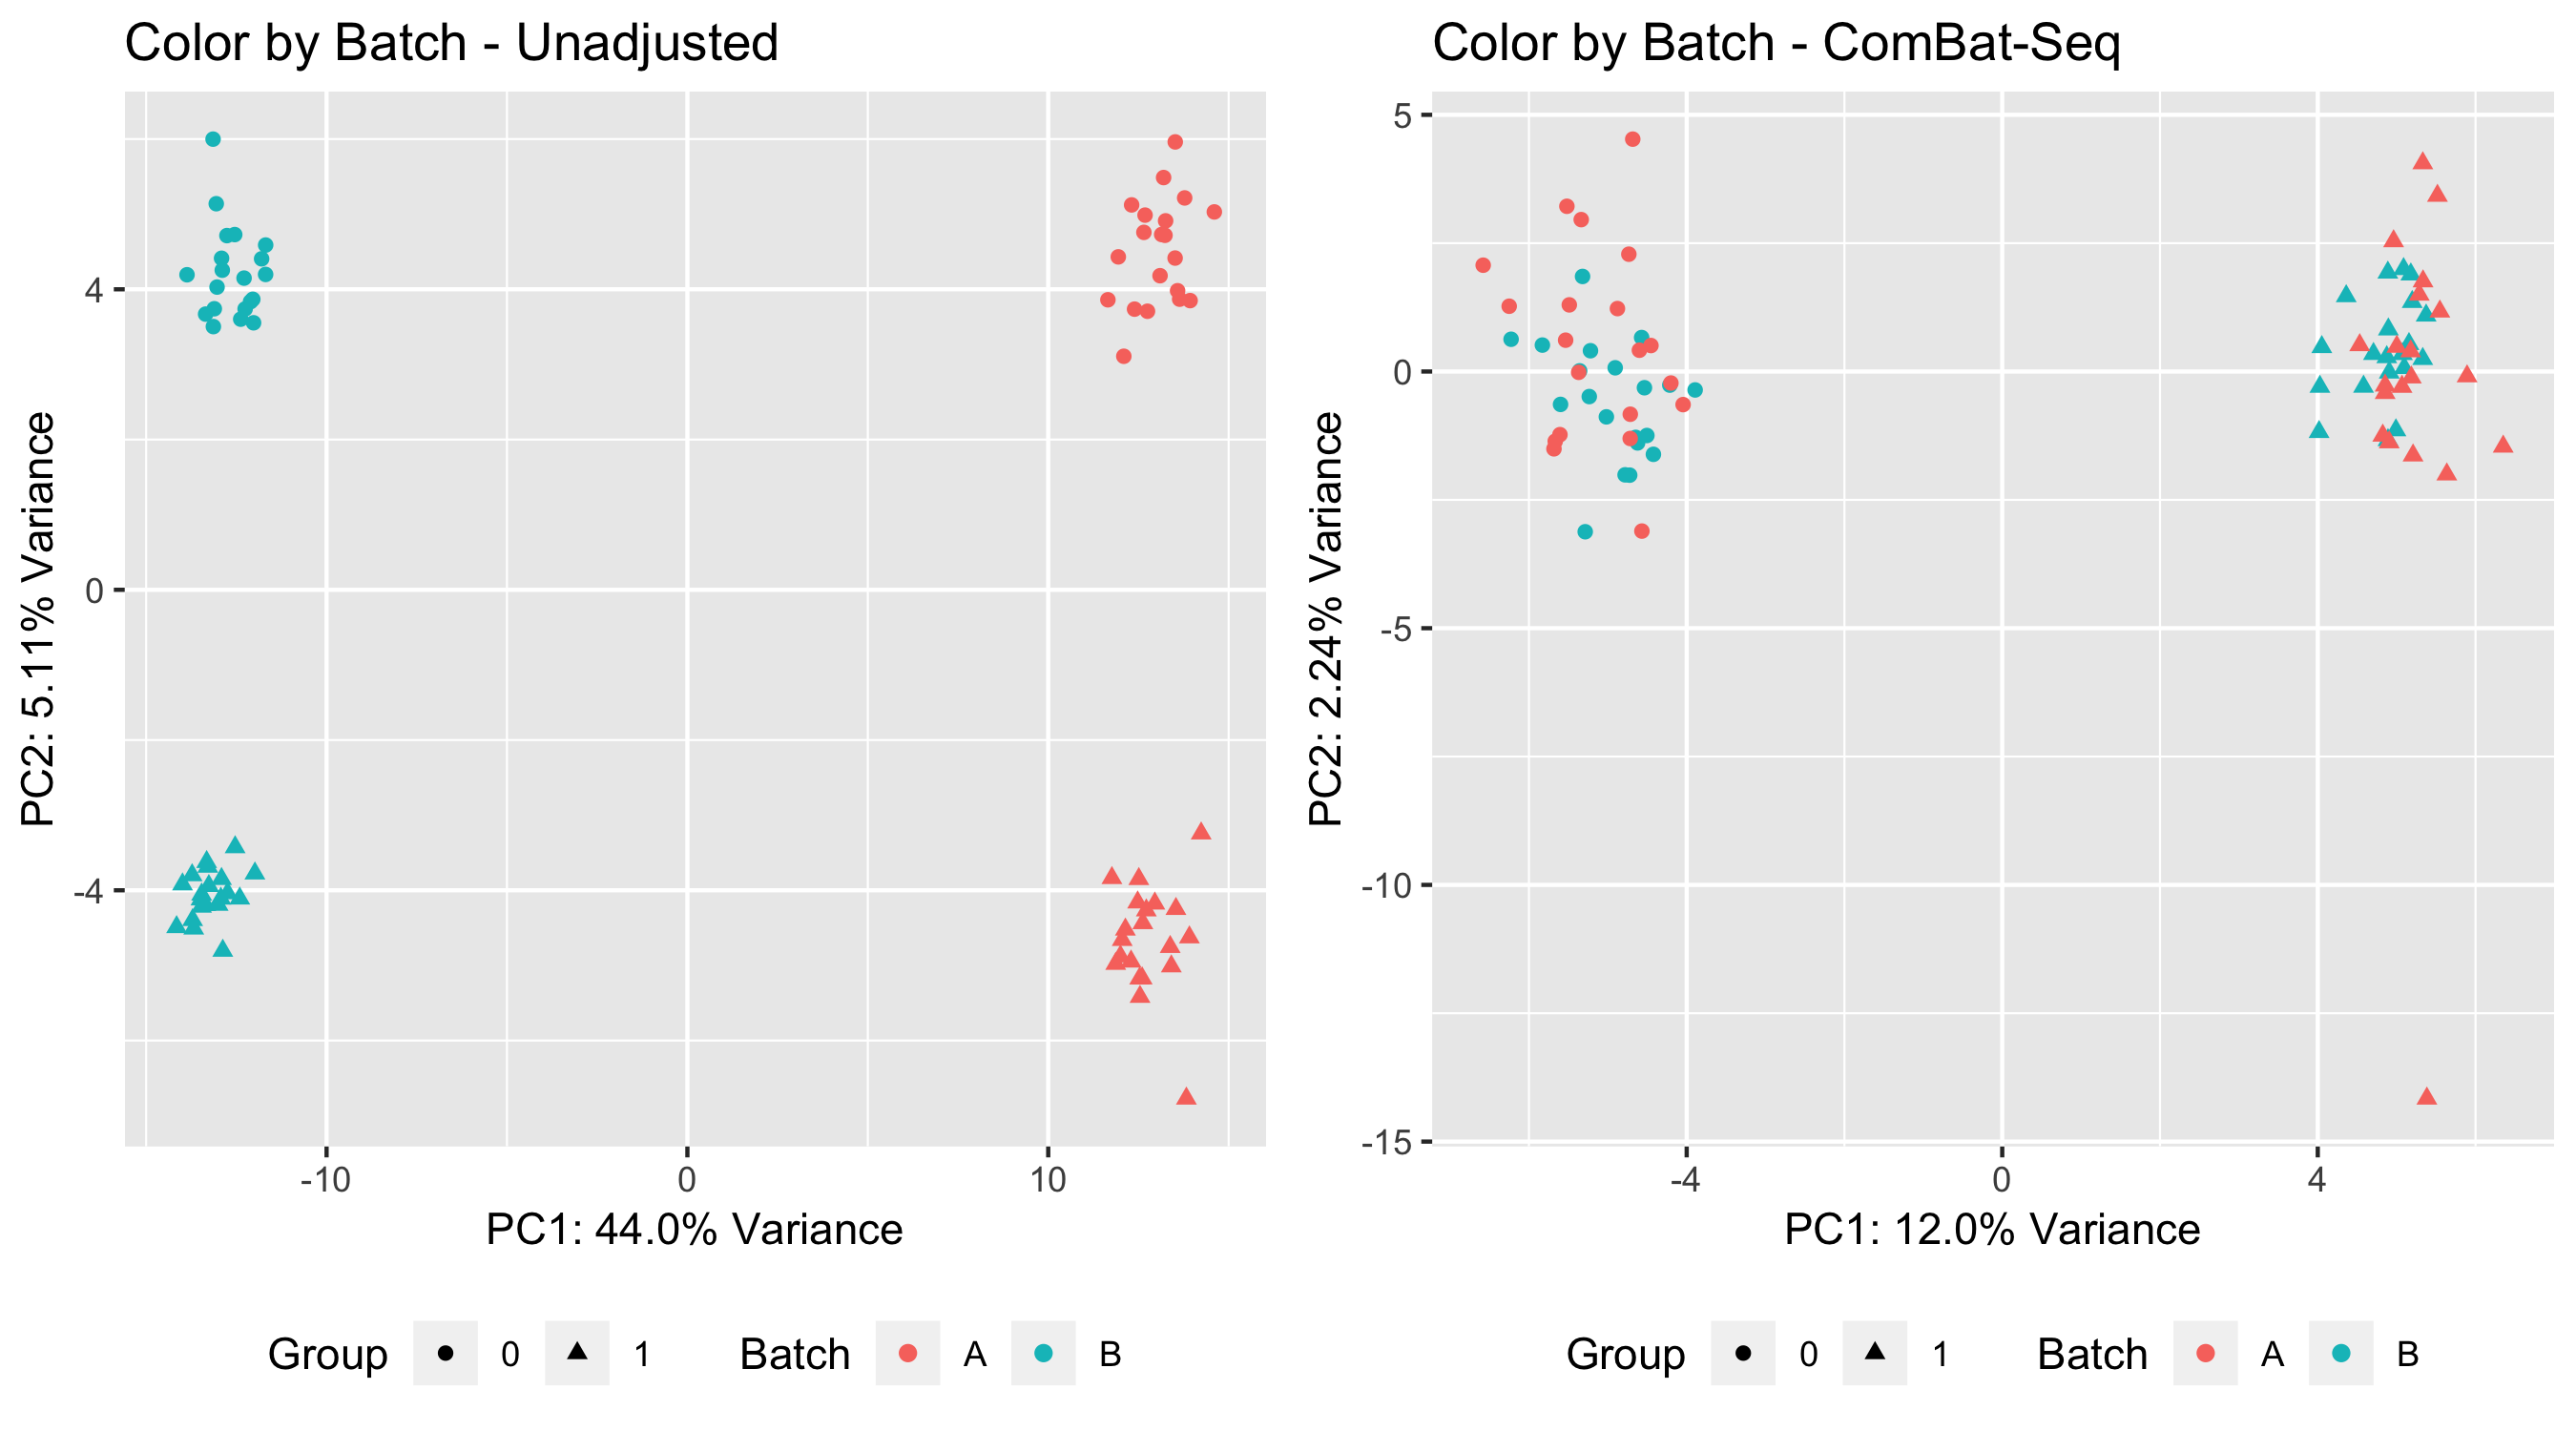 Color by Batch - Unadjusted
PC2: 5.11% Variance
4
0
-4
-10
0
10
PC1: 44.0% Variance
Group 0 1 Batch A B
Color by Batch - ComBat-Seq
PC2: 2.24% Variance
5
0
-5
-10
-15
-4
0
4
PC1: 12.0% Variance
Group 0 1 Batch A B